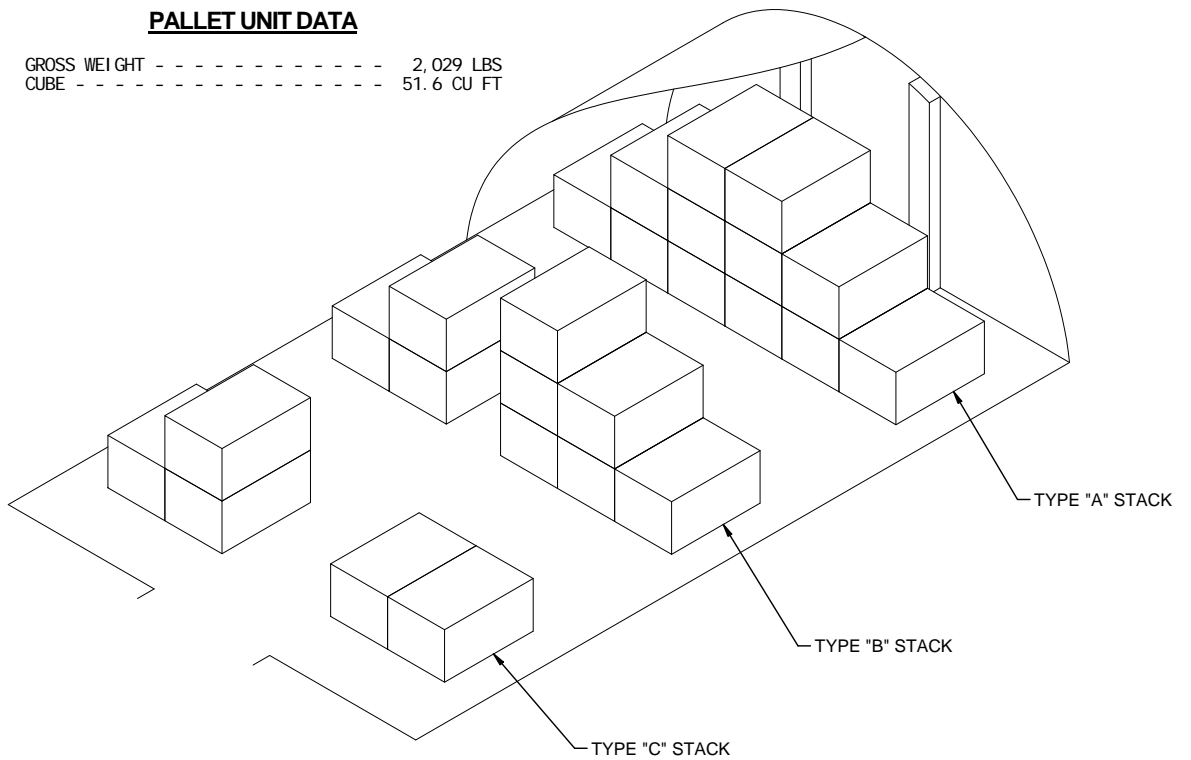 PALLET UNIT DATA
GROSS WEIGHT - - - - - - - - - - - - 2,029 LBS
CUBE - - - - - - - - - - - - - - - - 51.6 CU FT
TYPE "A" STACK
TYPE "B" STACK
TYPE "C" STACK